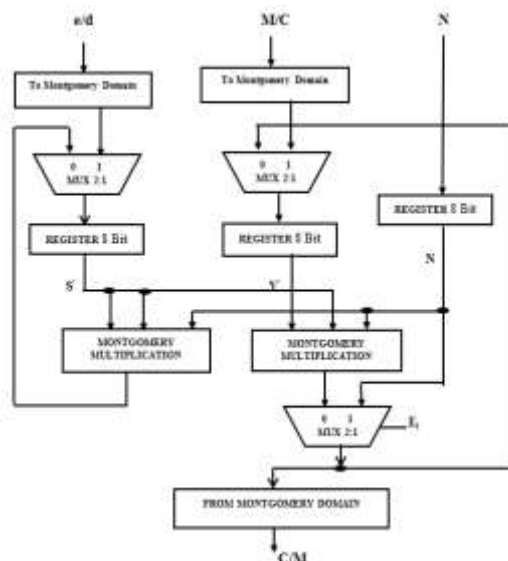 e/d M/C N
To Montgomery Domain To Montgomery Domain
0 1
MUX 2:1
0 1
MUX 2:1
REGISTER 8 Bit
REGISTER 8 Bit
REGISTER 8 Bit
S' Y' N
MONTGOMERY
MULTIPLICATION
MONTGOMERY
MULTIPLICATION
0 1
MUX 2:1
Ei
FROM MONTGOMERY DOMAIN
C/M